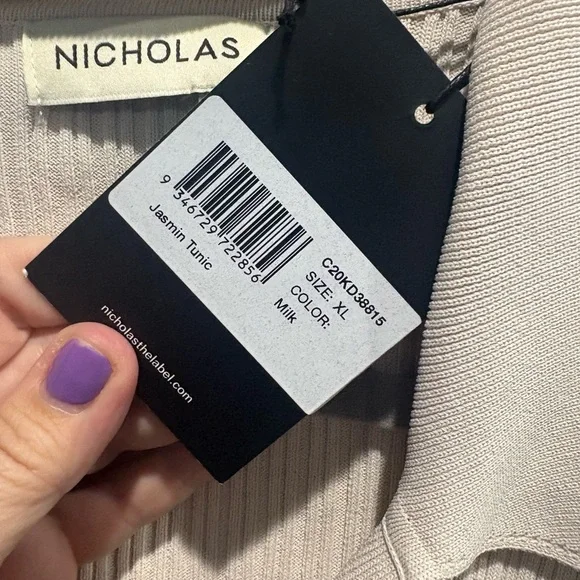 NICHOLAS
9 346729 722856
Jasmin Tunic
C20KD38815
SIZE: XL
COLOR:
Milk
nicholasthelabel.com